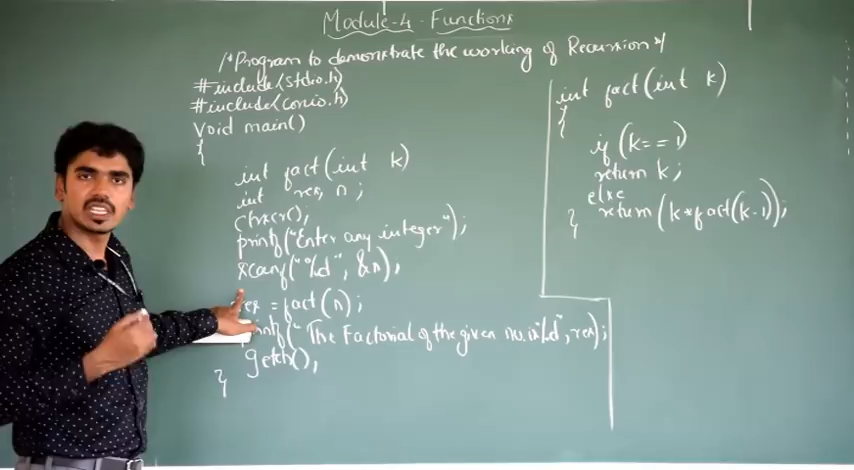 Module-4 - Functions
/*Program to demonstrate the working of Recursion*/
#include<stdio.h>
#include<conio.h>
void main()
{
int fact(int k)
int res, n;
clrscr();
printf("Enter any integer");
scanf("%d", &n);
res = fact(n);
printf("The Factorial of the given no. is %d", res);
getch();
}
int fact(int k)
{
if (k==1)
return k;
else
return (k*fact(k-1));
}